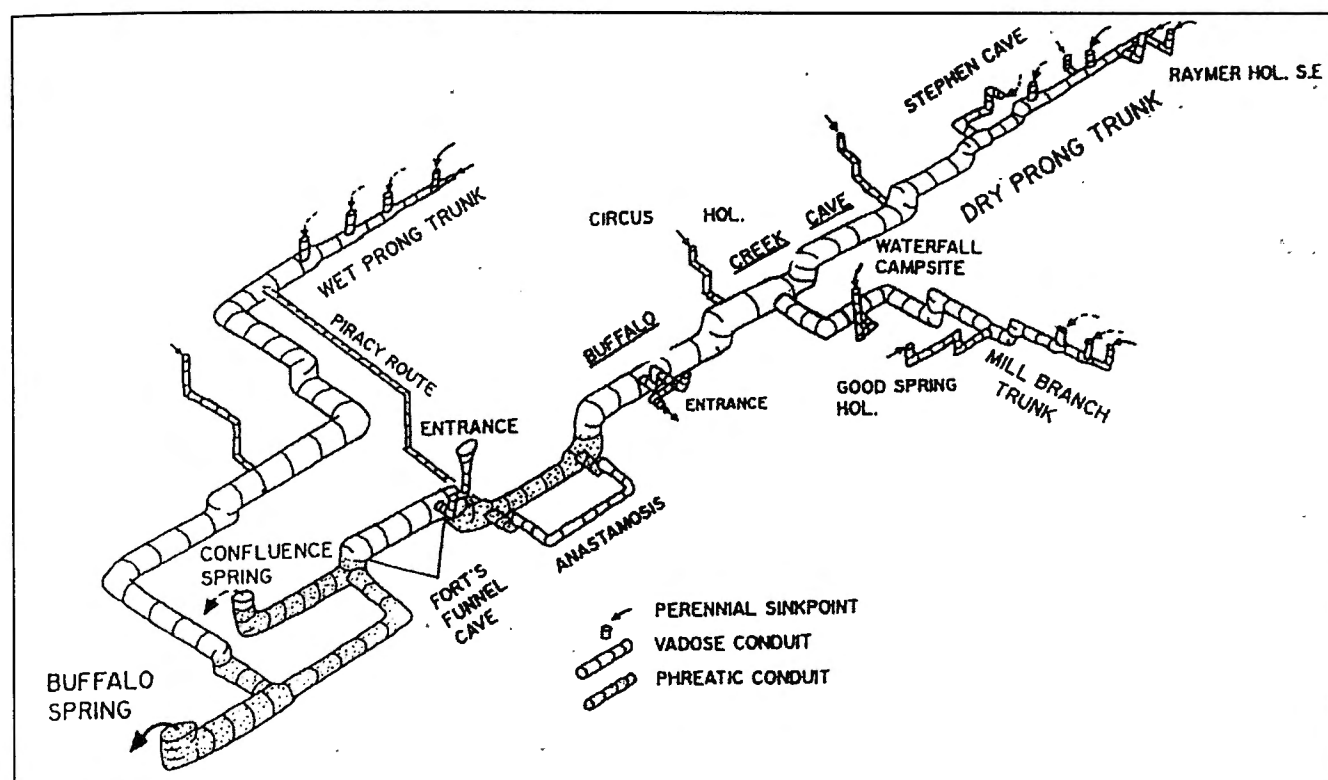 STEPHEN CAVE
RAYMER HOL. S.E
DRY PRONG TRUNK
WET PRONG TRUNK
CIRCUS HOL.
BUFFALO CREEK CAVE
WATERFALL
CAMPSITE
PIRACY ROUTE
ENTRANCE
ENTRANCE
GOOD SPRING
HOL.
MILL BRANCH
TRUNK
ANASTAMOSIS
CONFLUENCE
SPRING
FORT'S
FUNNEL
CAVE
BUFFALO
SPRING
PERENNIAL SINKPOINT
VADOSE CONDUIT
PHREATIC CONDUIT